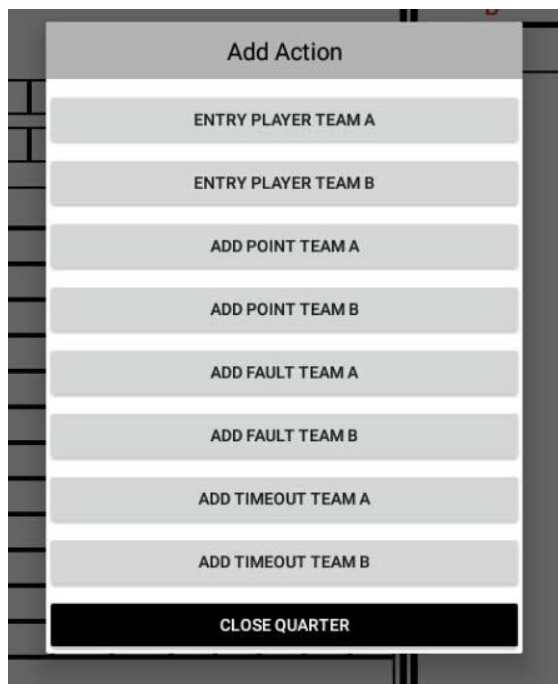 Add Action
ENTRY PLAYER TEAM A
ENTRY PLAYER TEAM B
ADD POINT TEAM A
ADD POINT TEAM B
ADD FAULT TEAM A
ADD FAULT TEAM B
ADD TIMEOUT TEAM A
ADD TIMEOUT TEAM B
CLOSE QUARTER